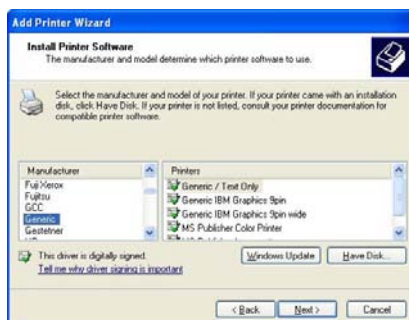 Add Printer Wizard
Install Printer Software
The manufacturer and model determine which printer software to use.
Select the manufacturer and model of your printer. If your printer came with an installation
disk, click Have Disk. If your printer is not listed, consult your printer documentation for
compatible printer software.
Manufacturer
Fuji Xerox
Fujitsu
GCC
Generic
Gestetner
Printers
Generic / Text Only
Generic IBM Graphics 9pin
Generic IBM Graphics 9pin wide
MS Publisher Color Printer
This driver is digitally signed.
Tell me why driver signing is important
Windows Update
Have Disk...
< Back
Next >
Cancel